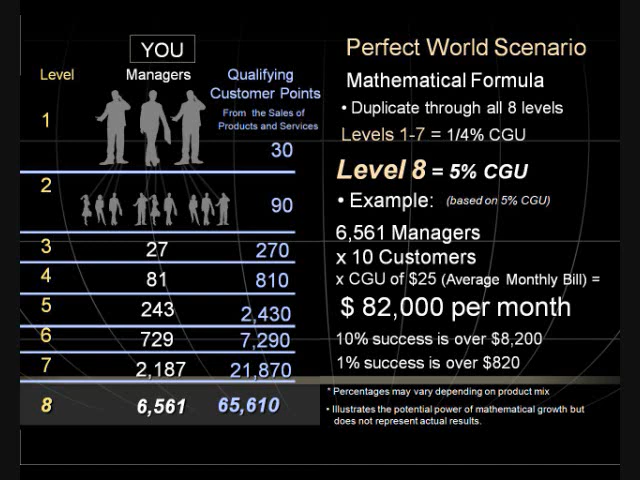 YOU
Level Managers Qualifying
Customer Points
From the Sales of
Products and Services
1 30
2 90
3 27 270
4 81 810
5 243 2,430
6 729 7,290
7 2,187 21,870
8 6,561 65,610
Perfect World Scenario
Mathematical Formula
• Duplicate through all 8 levels
Levels 1-7 = 1/4% CGU
Level 8 = 5% CGU
• Example: (based on 5% CGU)
6,561 Managers
x 10 Customers
x CGU of $25 (Average Monthly Bill) =
$ 82,000 per month
10% success is over $8,200
1% success is over $820
* Percentages may vary depending on product mix
• Illustrates the potential power of mathematical growth but
does not represent actual results.